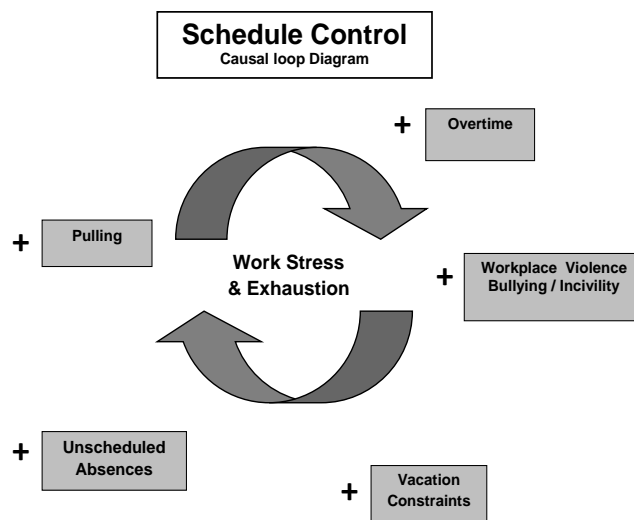 Schedule Control
Causal loop Diagram
+ Overtime
+ Pulling
Work Stress
& Exhaustion
+ Workplace Violence
Bullying / Incivility
+ Unscheduled
Absences
+ Vacation
Constraints